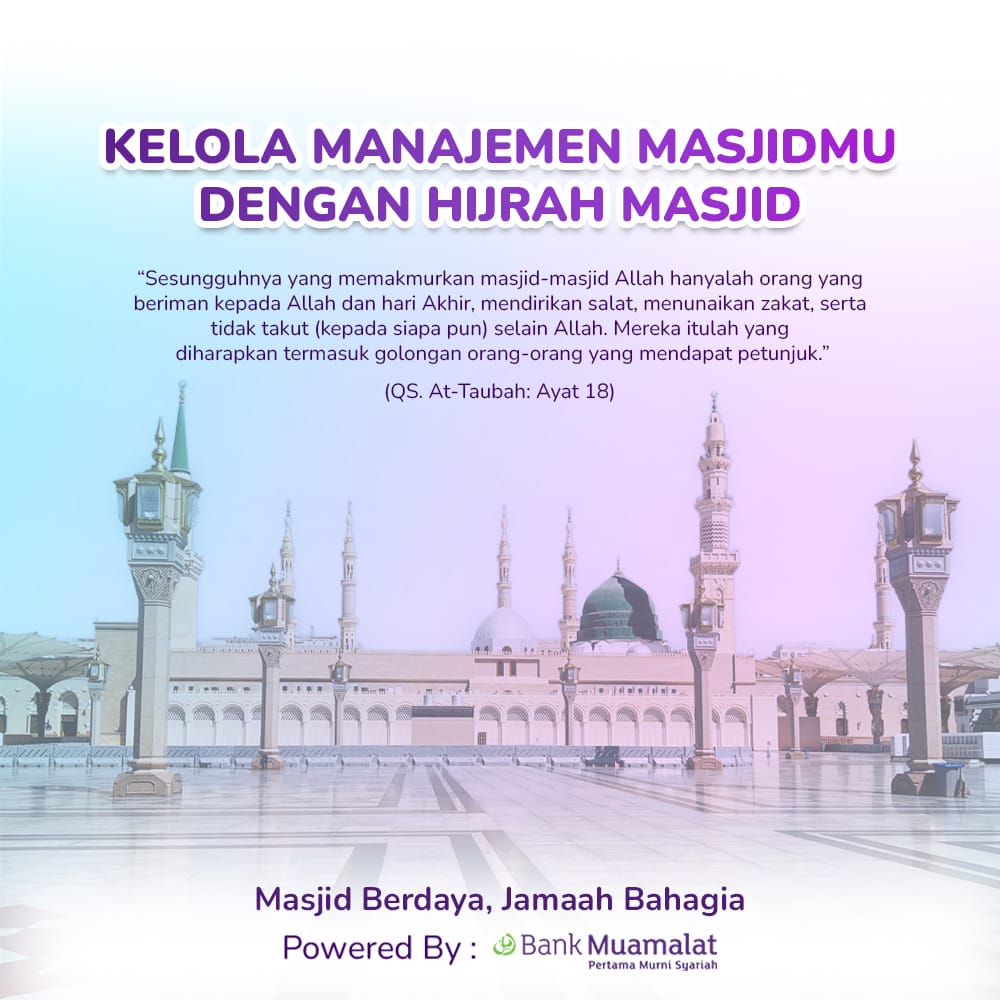 KELOLA MANAJEMEN MASJIDMU
DENGAN HIJRAH MASJID
“Sesungguhnya yang memakmurkan masjid-masjid Allah hanyalah orang yang
beriman kepada Allah dan hari Akhir, mendirikan salat, menunaikan zakat, serta
tidak takut (kepada siapa pun) selain Allah. Mereka itulah yang
diharapkan termasuk golongan orang-orang yang mendapat petunjuk.”
(QS. At-Taubah: Ayat 18)
Masjid Berdaya, Jamaah Bahagia
Powered By : Bank Muamalat
Pertama Murni Syariah